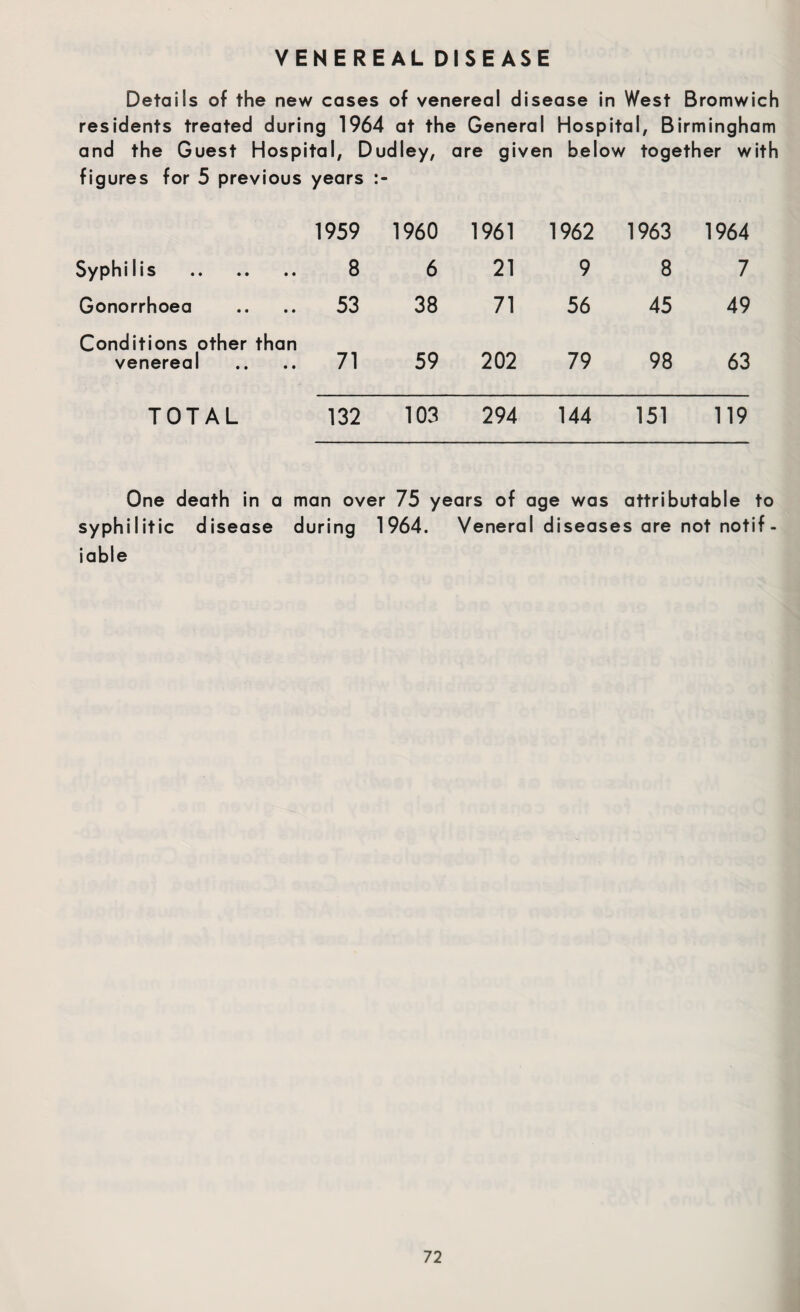 VENEREAL DISEASE
Details of the new cases of venereal disease in West Bromwich
residents treated during 1964 at the General Hospital, Birmingham
and the Guest Hospital, Dudley, are given below together with
figures for 5 previous years :-
1959 1960 1961 1962 1963 1964
Syphilis .. .. .. 8 6 21 9 8 7
Gonorrhoea .. .. 53 38 71 56 45 49
Conditions other than
venereal .. .. 71 59 202 79 98 63
TOTAL 132 103 294 144 151 119
One death in a man over 75 years of age was attributable to
syphilitic disease during 1964. Veneral diseases are not notif-
iable
72